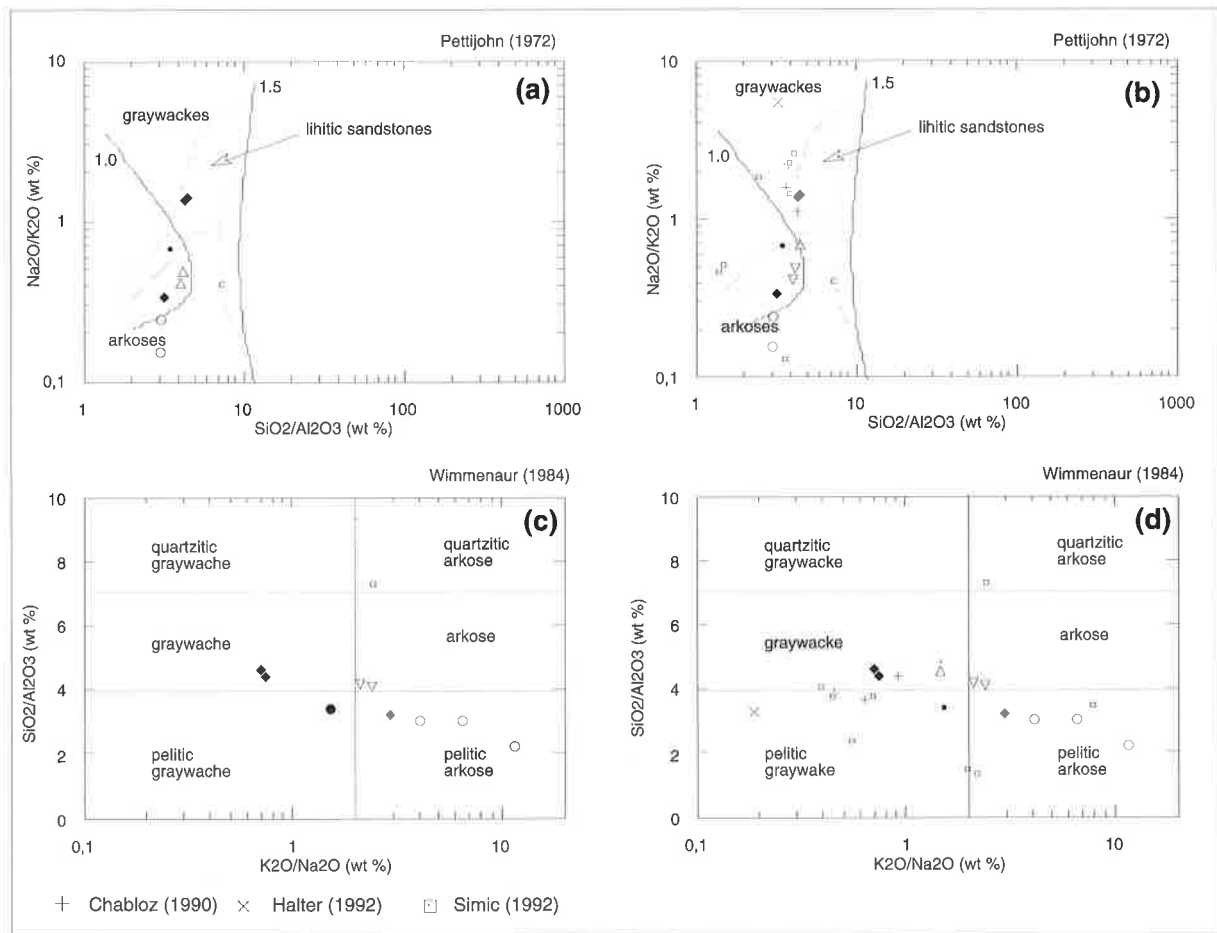 Pettijohn (1972)
(a)
10
1
0,1
Na2O/K2O (wt %)
graywackes
1.5
lihitic sandstones
1.0
arkoses
1
10
100
1000
SiO2/Al2O3 (wt %)
Pettijohn (1972)
(b)
10
1
0,1
Na2O/K2O (wt %)
graywackes
1.5
lihitic sandstones
1.0
arkoses
1
10
100
1000
SiO2/Al2O3 (wt %)
Wimmenaur (1984)
(c)
10
8
6
4
2
0
SiO2/Al2O3 (wt %)
quartzitic
graywache
quartzitic
arkose
graywache
arkose
pelitic
graywache
pelitic
arkose
0,1
1
10
K2O/Na2O (wt %)
Wimmenaur (1984)
(d)
10
8
6
4
2
0
SiO2/Al2O3 (wt %)
quartzitic
graywacke
quartzitic
arkose
graywacke
arkose
pelitic
graywake
pelitic
arkose
0,1
1
10
K2O/Na2O (wt %)
Chabloz (1990)
Halter (1992)
Simic (1992)